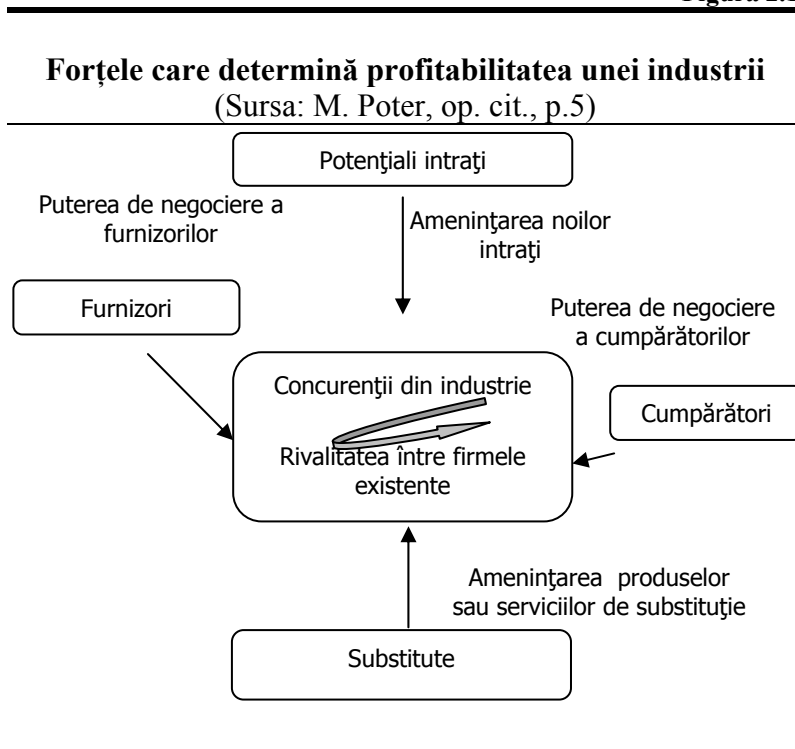 Forțele care determină profitabilitatea unei industrii
(Sursa: M. Poter, op. cit., p.5)
Potenţiali intraţi
Puterea de negociere a
furnizorilor
Ameninţarea noilor
intraţi
Furnizori
Puterea de negociere
a cumpărătorilor
Concurenţii din industrie
Cumpărători
Rivalitatea între firmele
existente
Ameninţarea produselor
sau serviciilor de substituţie
Substitute